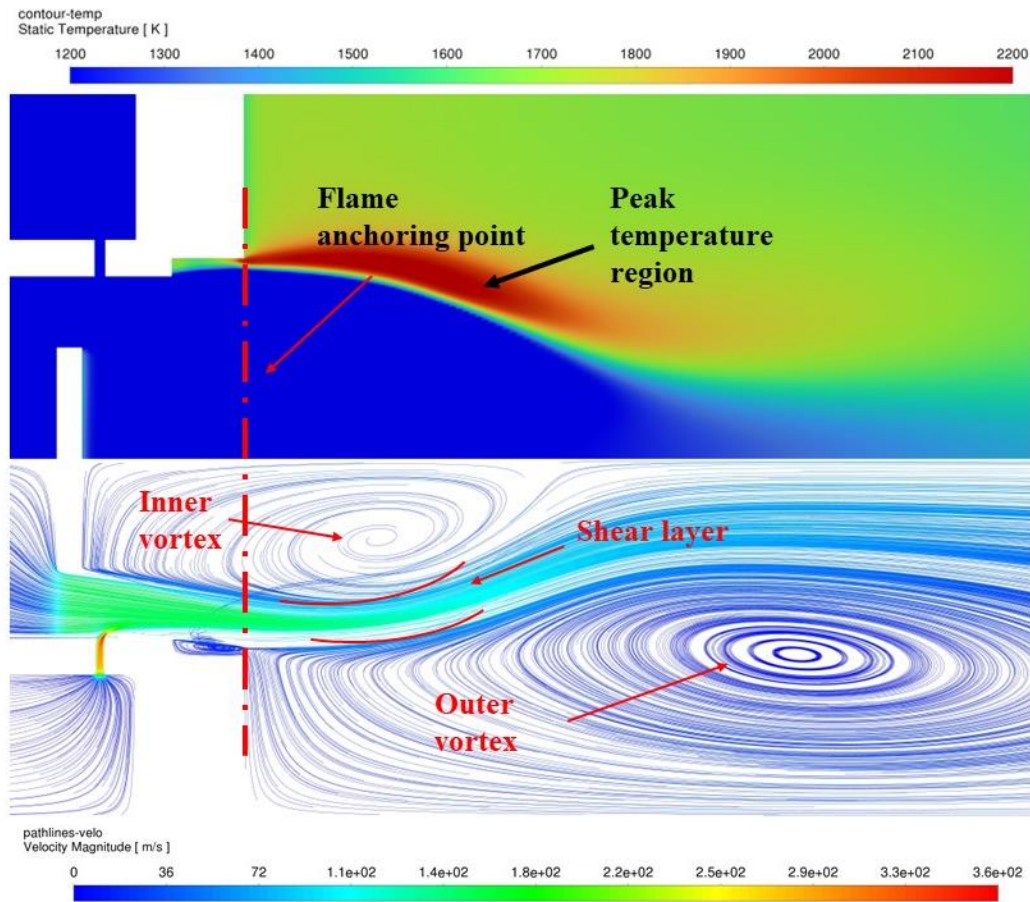 contour-temp
Static Temperature [ K ]
1200 1300 1400 1500 1600 1700 1800 1900 2000 2100 2200
Flame
anchoring point
Peak
temperature
region
Inner
vortex
Shear layer
Outer
vortex
pathlines-velo
Velocity Magnitude [ m/s ]
0 36 72 1.1e+02 1.4e+02 1.8e+02 2.2e+02 2.5e+02 2.9e+02 3.3e+02 3.6e+02